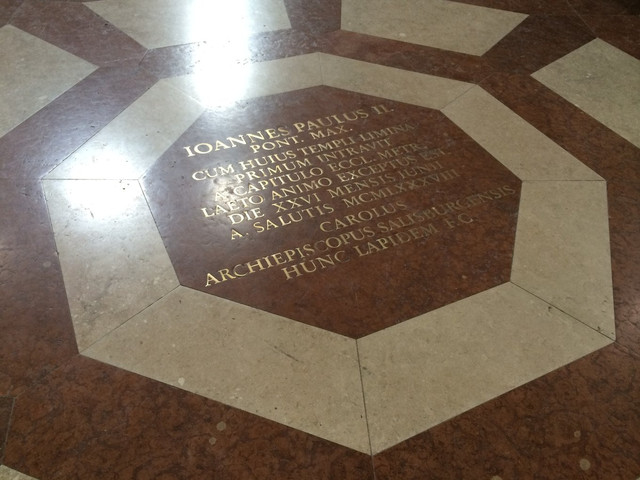 IOANNES PAULUS II.
PONT. MAX.
CUM HUIUS TEMPLI LIMINA
PRIMUM INTRAVIT
A CAPITULO ECCL. METR.
LAETO ANIMO EXCEPTUS EST
DIE XXVI MENSIS IUNII
A. SALUTIS MCMLXXXVIII
CAROLUS
ARCHIEPISCOPUS SALISBURGENSIS
HUNC LAPIDEM F. C.